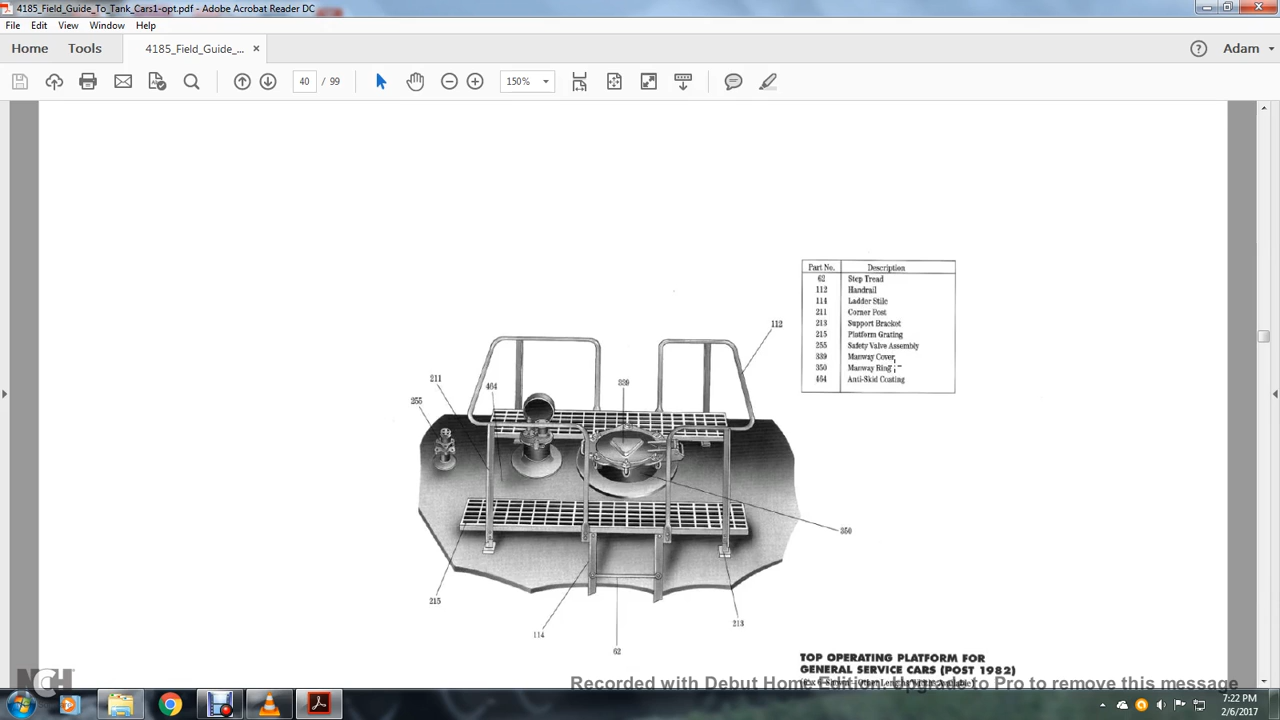 4185_Field_Guide_To_Tank_Cars1-opt.pdf - Adobe Acrobat Reader DC
File Edit View Window Help
Home Tools 4185_Field_Guide_... × ? Adam
40 / 99 150%
Part No. Description
62 Step Tread
112 Handrail
114 Ladder Stile
211 Corner Post
213 Support Bracket
215 Platform Grating
255 Safety Valve Assembly
339 Manway Cover
350 Manway Ring
464 Anti-Skid Coating
112
211
464
339
255
350
215
213
114
62
TOP OPERATING PLATFORM FOR
GENERAL SERVICE CARS (POST 1982)
NCH
Recorded with Debut Home to Pro to remove this message
7:22 PM
2/6/2017